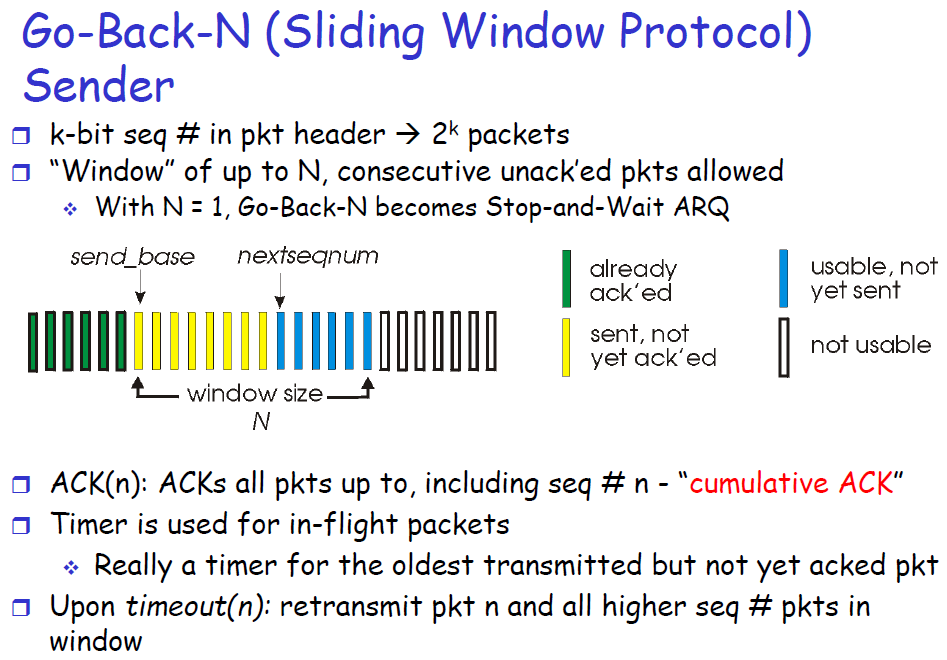 Go-Back-N (Sliding Window Protocol)
Sender
k-bit seq # in pkt header → 2ᵏ packets
“Window” of up to N, consecutive unack’ed pkts allowed
With N = 1, Go-Back-N becomes Stop-and-Wait ARQ
send_base
nextseqnum
already
ack’ed
usable, not
yet sent
sent, not
yet ack’ed
not usable
window size
N
ACK(n): ACKs all pkts up to, including seq # n - “cumulative ACK”
Timer is used for in-flight packets
Really a timer for the oldest transmitted but not yet acked pkt
Upon timeout(n): retransmit pkt n and all higher seq # pkts in
window